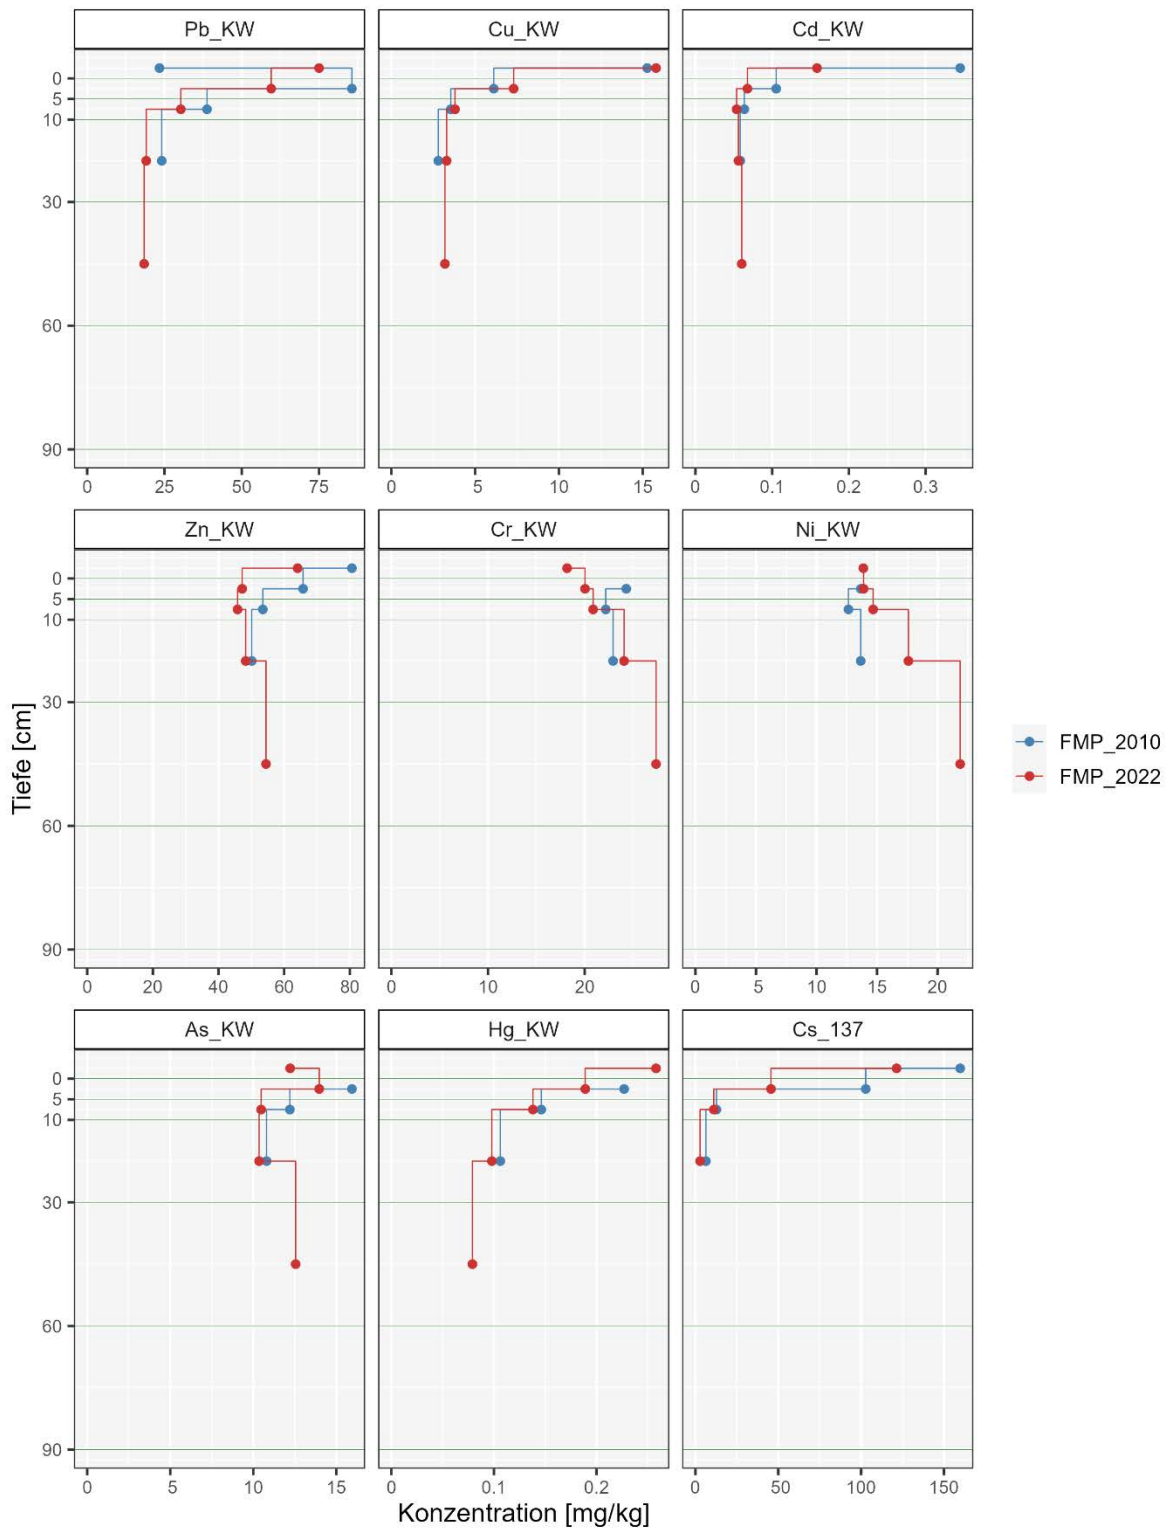 Pb_KW Cu_KW Cd_KW
0
5
10
30
60
90
0 25 50 75 0 5 10 15 0 0.1 0.2 0.3
Zn_KW Cr_KW Ni_KW
0
5
10
30
60
90
0 20 40 60 80 0 10 20 0 5 10 15 20
As_KW Hg_KW Cs_137
0
5
10
30
60
90
0 5 10 15 0 0.1 0.2 0 50 100 150
Tiefe [cm]
Konzentration [mg/kg]
FMP_2010
FMP_2022